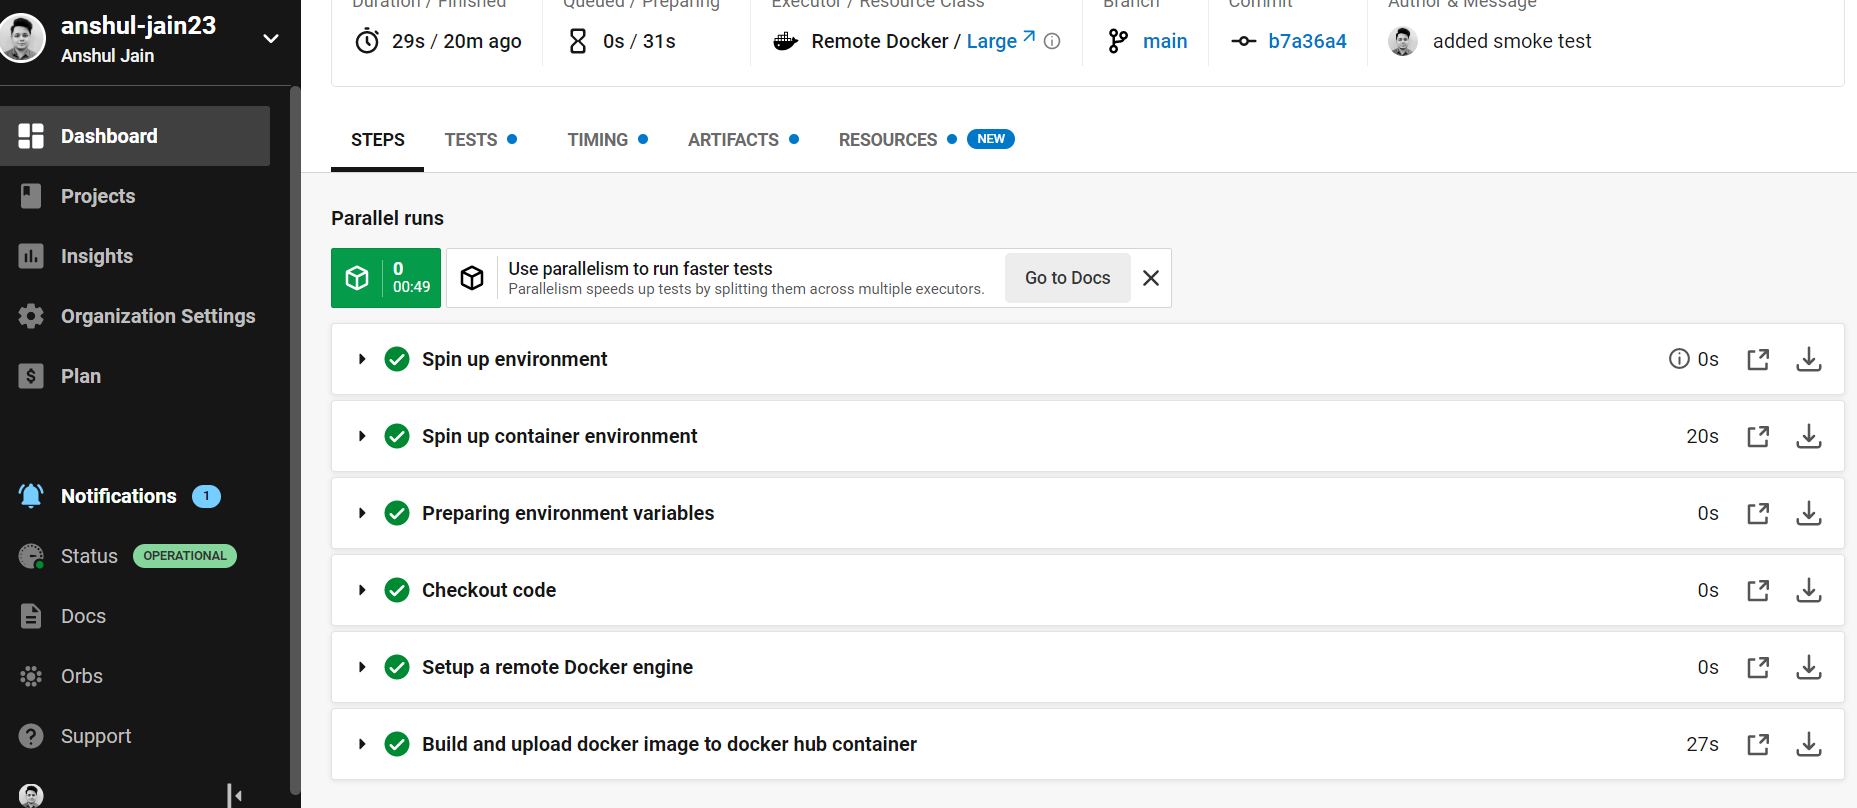 anshul-jain23
Anshul Jain
Dashboard
Projects
Insights
Organization Settings
Plan
Notifications 1
Status OPERATIONAL
Docs
Orbs
Support
Duration / Finished
29s / 20m ago
Queued / Preparing
0s / 31s
Executor / Resource Class
Remote Docker / Large
Branch
main
Commit
b7a36a4
Author & Message
added smoke test
STEPS TESTS TIMING ARTIFACTS RESOURCES NEW
Parallel runs
0
00:49
Use parallelism to run faster tests
Parallelism speeds up tests by splitting them across multiple executors.
Go to Docs
Spin up environment 0s
Spin up container environment 20s
Preparing environment variables 0s
Checkout code 0s
Setup a remote Docker engine 0s
Build and upload docker image to docker hub container 27s